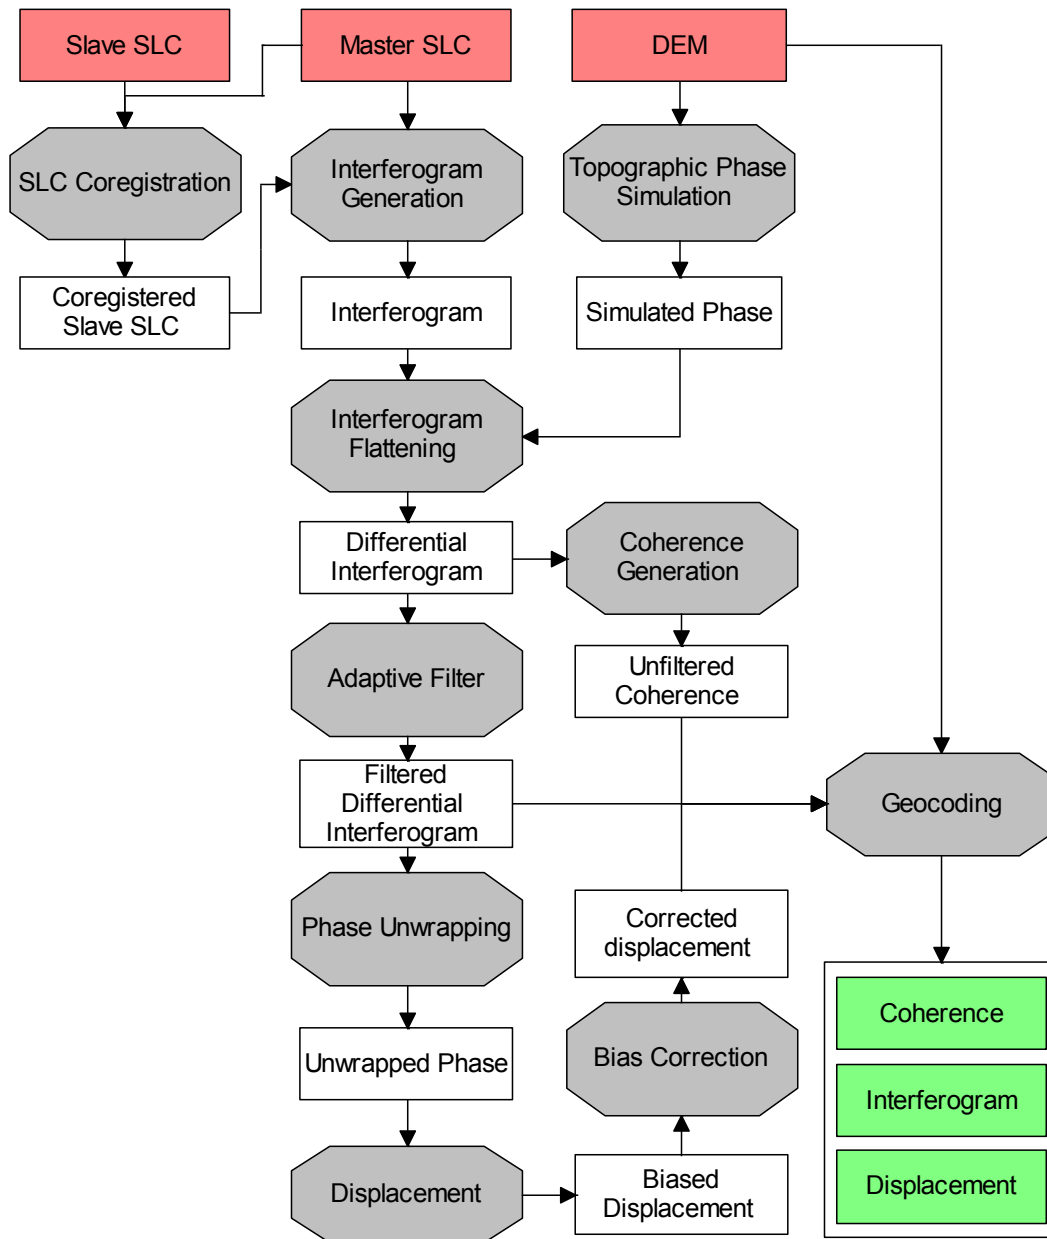 Slave SLC
Master SLC
DEM
SLC Coregistration
Interferogram
Generation
Topographic Phase
Simulation
Coregistered
Slave SLC
Interferogram
Simulated Phase
Interferogram
Flattening
Differential
Interferogram
Coherence
Generation
Adaptive Filter
Unfiltered
Coherence
Filtered
Differential
Interferogram
Geocoding
Phase Unwrapping
Corrected
displacement
Coherence
Unwrapped Phase
Bias Correction
Interferogram
Displacement
Biased
Displacement
Displacement